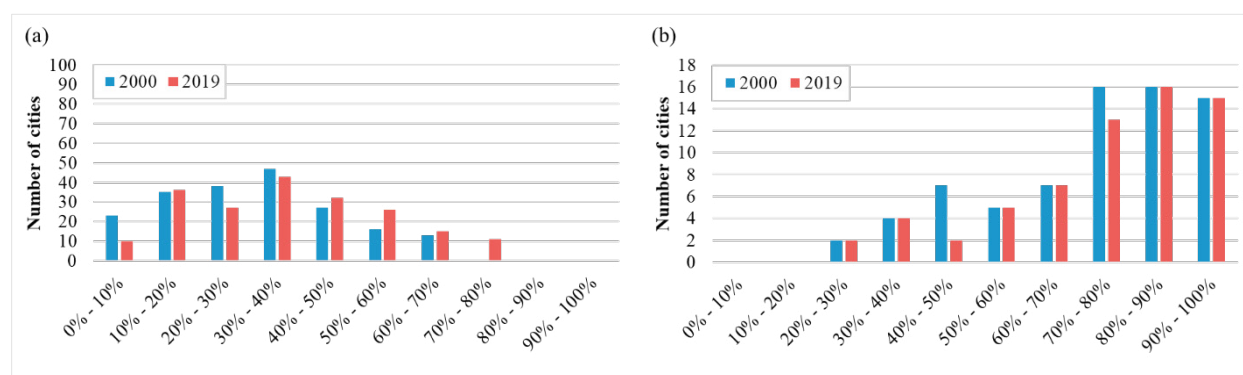 (a)
Number of cities
100
90
80
70
60
50
40
30
20
10
0
2000 2019
0% - 10%
10% - 20%
20% - 30%
30% - 40%
40% - 50%
50% - 60%
60% - 70%
70% - 80%
80% - 90%
90% - 100%
(b)
Number of cities
18
16
14
12
10
8
6
4
2
0
2000 2019
0% - 10%
10% - 20%
20% - 30%
30% - 40%
40% - 50%
50% - 60%
60% - 70%
70% - 80%
80% - 90%
90% - 100%